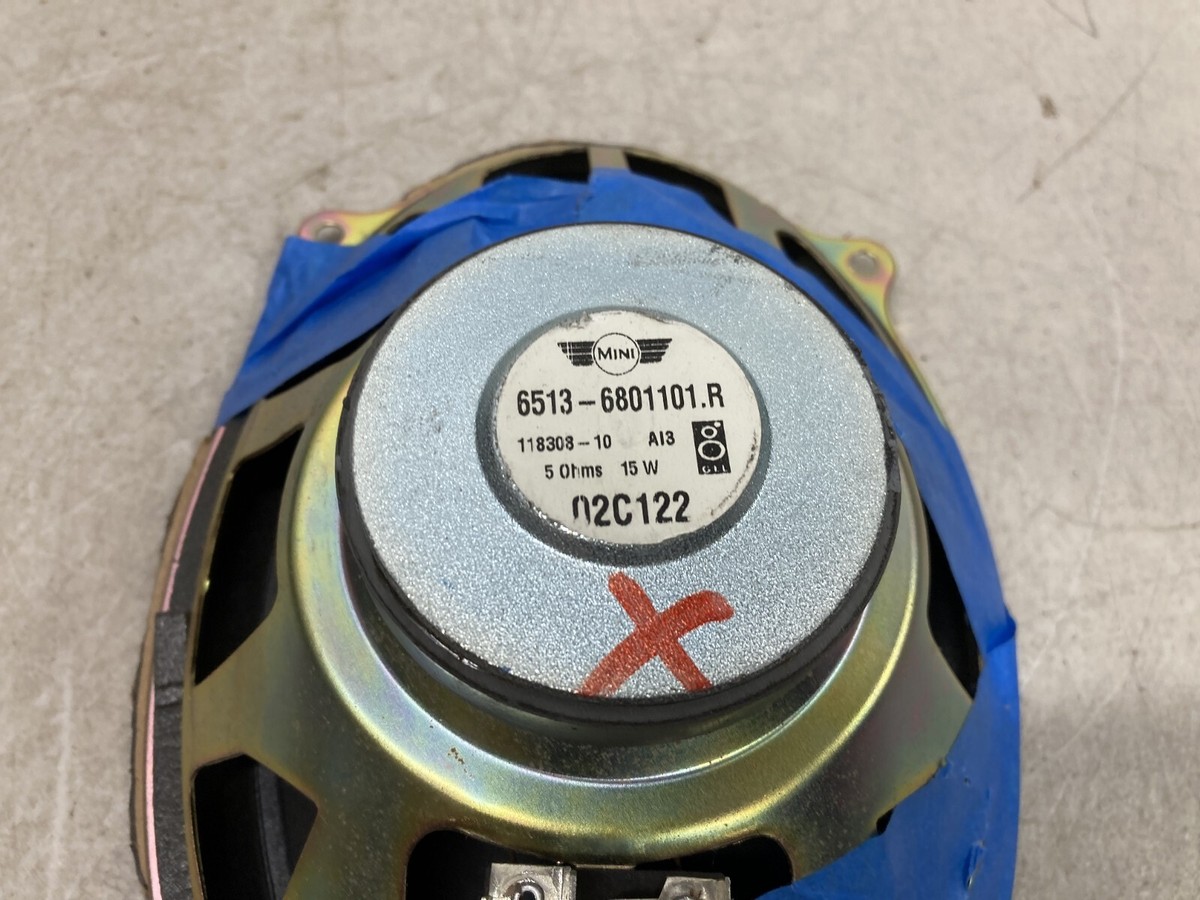 MINI
6513-6801101.R
118308-10 AI3
5 Ohms 15 W
02C122
X